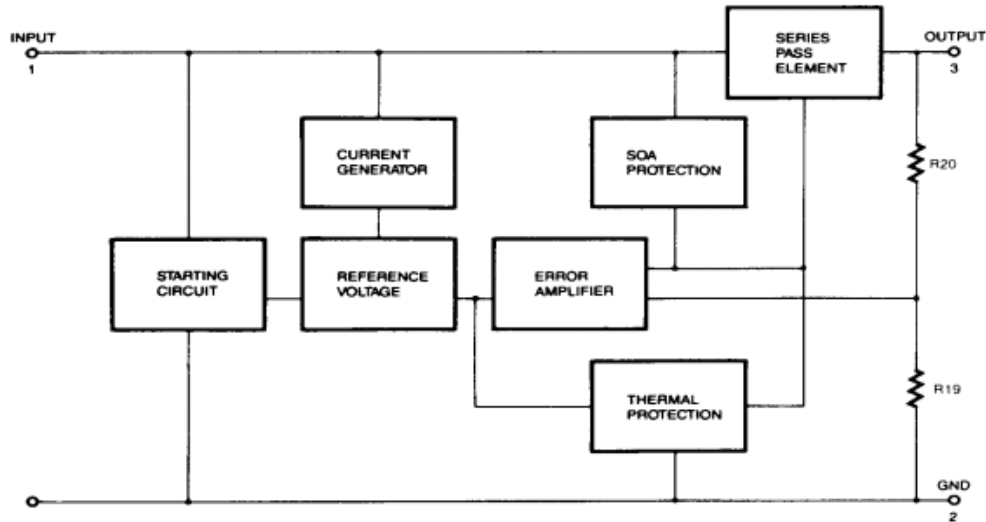 INPUT
1
SERIES
PASS
ELEMENT
OUTPUT
3
CURRENT
GENERATOR
SOA
PROTECTION
R20
STARTING
CIRCUIT
REFERENCE
VOLTAGE
ERROR
AMPLIFIER
THERMAL
PROTECTION
R19
GND
2